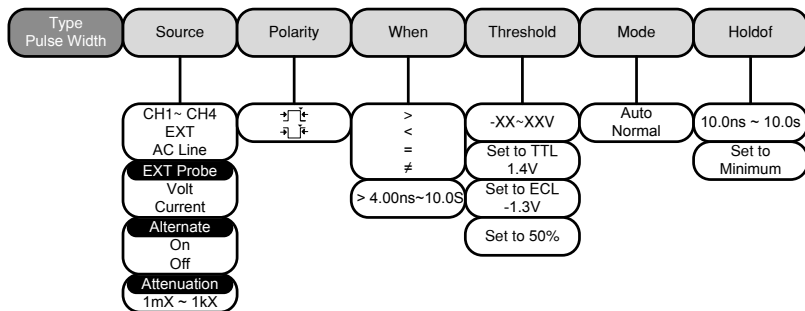 Type
Pulse Width
Source
Polarity
When
Threshold
Mode
Holdof
CH1~ CH4
EXT
AC Line
EXT Probe
Volt
Current
Alternate
On
Off
Attenuation
1mX ~ 1kX
>
<
=
≠
> 4.00ns~10.0S
-XX~XXV
Set to TTL
1.4V
Set to ECL
-1.3V
Set to 50%
Auto
Normal
10.0ns ~ 10.0s
Set to
Minimum